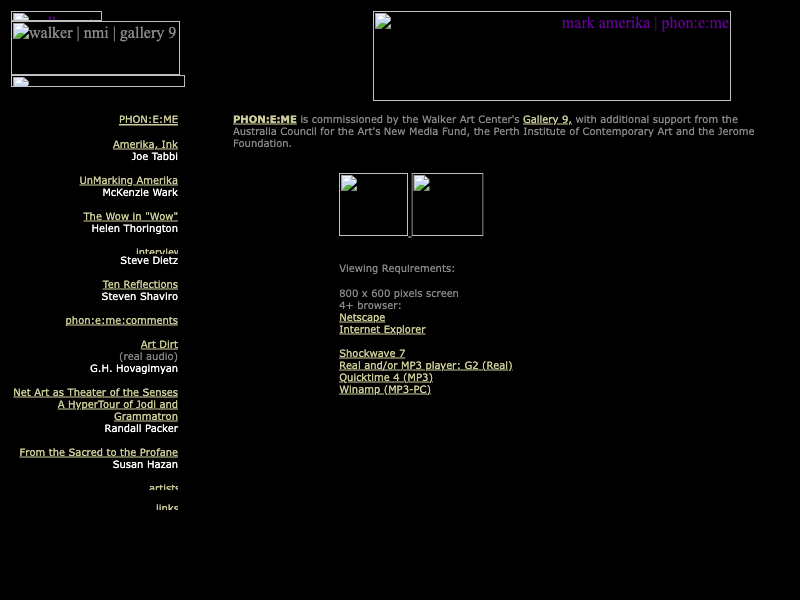 walker | nmi | gallery 9
mark amerika | phon:e:me
PHON:E:ME
Amerika, Ink
Joe Tabbi
UnMarking Amerika
McKenzie Wark
The Wow in "Wow"
Helen Thorington
interview
Steve Dietz
Ten Reflections
Steven Shaviro
phon:e:me:comments
Art Dirt
(real audio)
G.H. Hovagimyan
Net Art as Theater of the Senses
A HyperTour of Jodi and
Grammatron
Randall Packer
From the Sacred to the Profane
Susan Hazan
artists
links
PHON:E:ME is commissioned by the Walker Art Center's Gallery 9, with additional support from the
Australia Council for the Art's New Media Fund, the Perth Institute of Contemporary Art and the Jerome
Foundation.
Viewing Requirements:
800 x 600 pixels screen
4+ browser:
Netscape
Internet Explorer
Shockwave 7
Real and/or MP3 player: G2 (Real)
Quicktime 4 (MP3)
Winamp (MP3-PC)